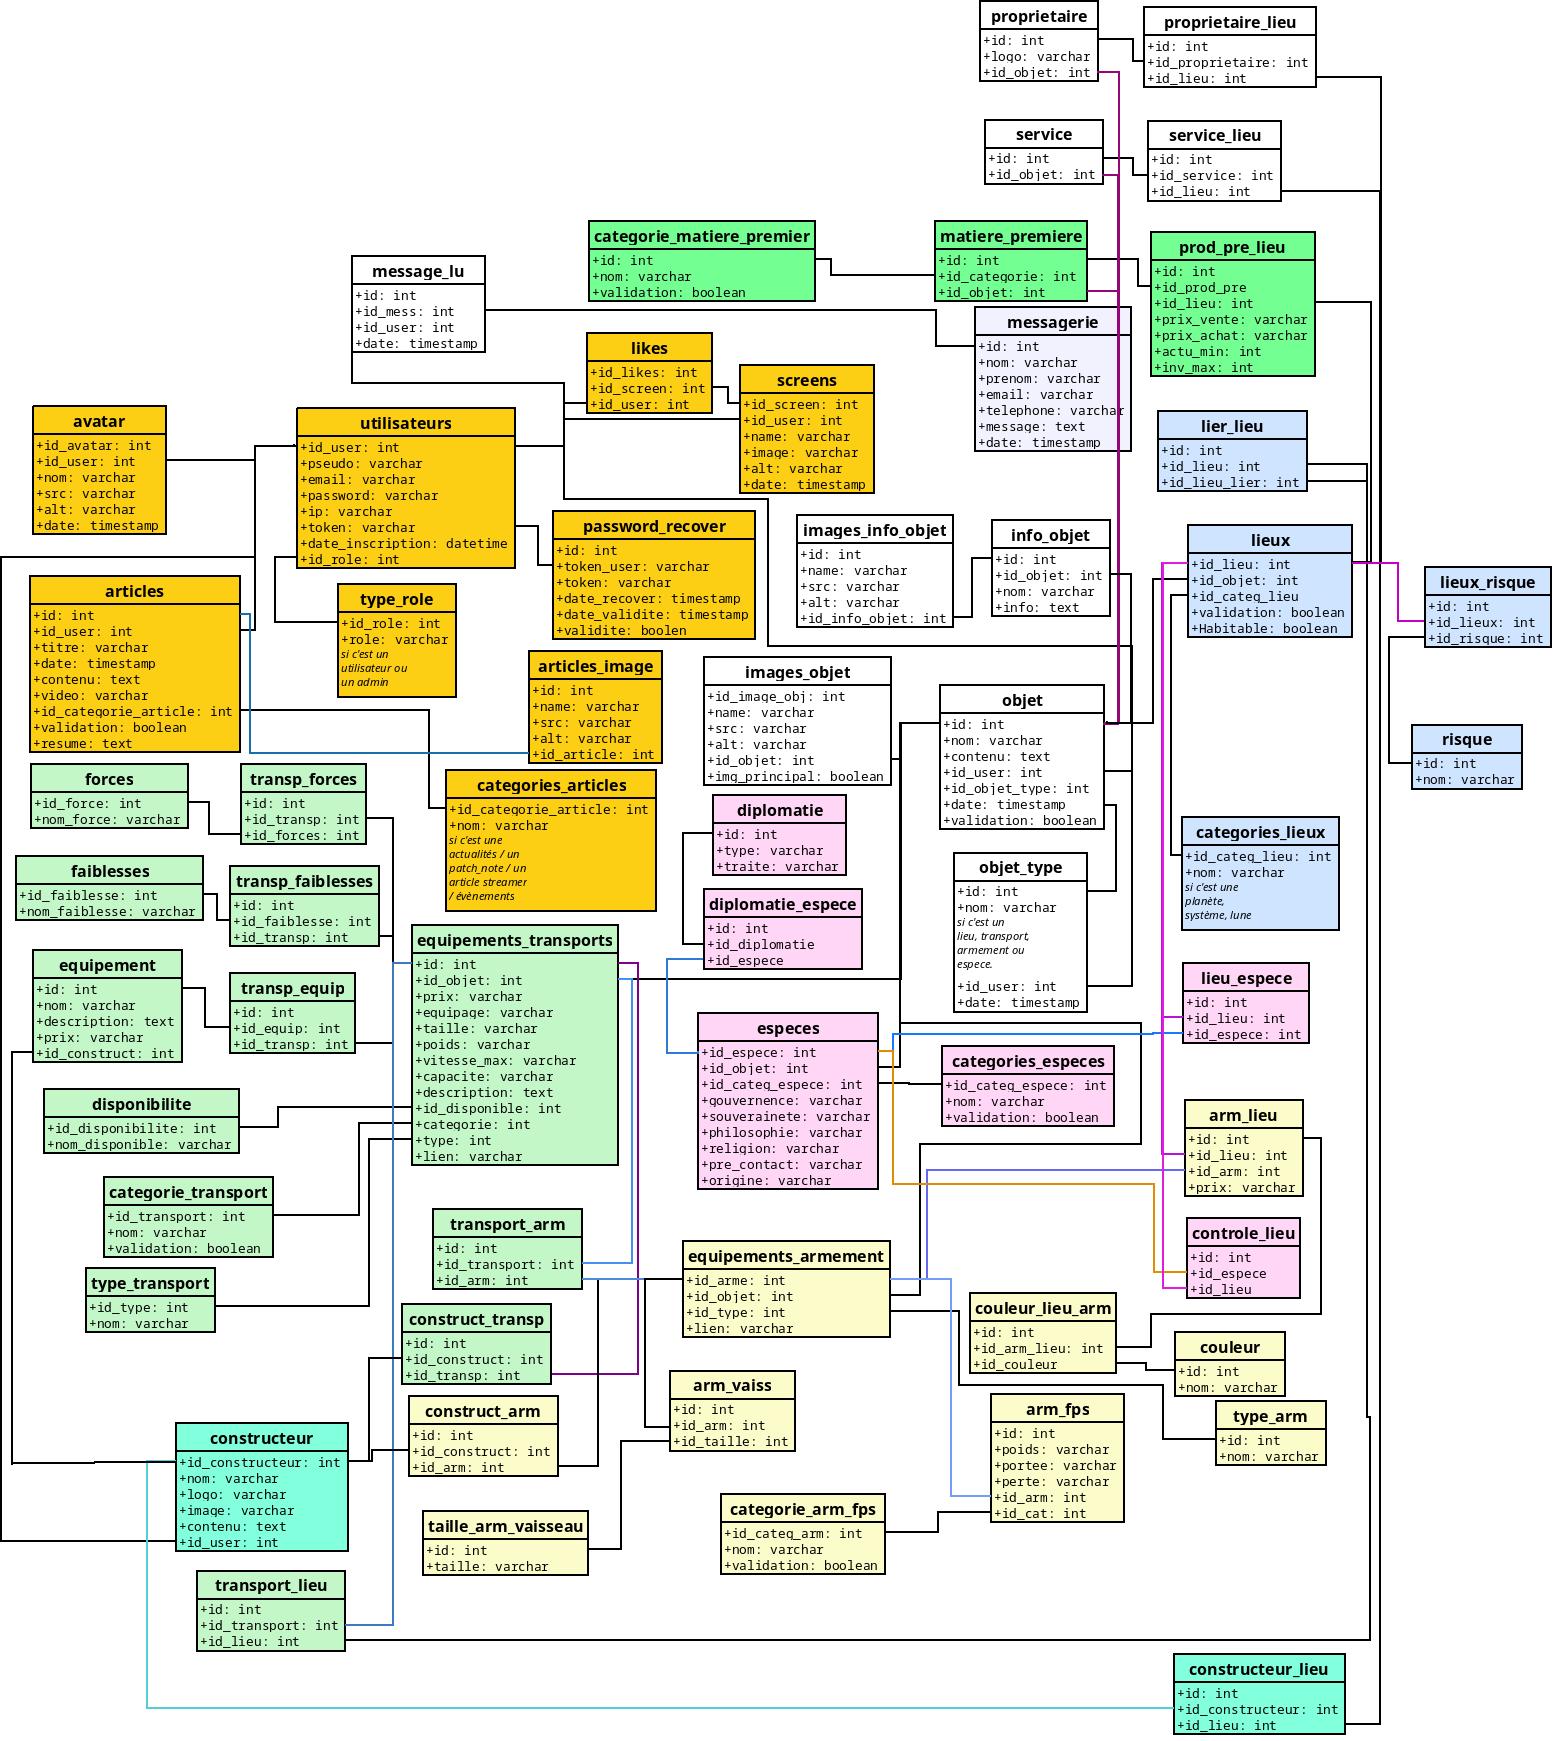 proprietaire
+id: int
+logo: varchar
+id_objet: int
proprietaire_lieu
+id: int
+id_proprietaire: int
+id_lieu: int
service
+id: int
+id_objet: int
service_lieu
+id: int
+id_service: int
+id_lieu: int
categorie_matiere_premier
+id: int
+nom: varchar
+validation: boolean
matiere_premiere
+id: int
+id_categorie: int
+id_objet: int
prod_pre_lieu
+id: int
+id_prod_pre
+id_lieu: int
+prix_vente: varchar
+prix_achat: varchar
+actu_min: int
+inv_max: int
message_lu
+id: int
+id_mess: int
+id_user: int
+date: timestamp
messagerie
+id: int
+nom: varchar
+prenom: varchar
+email: varchar
+telephone: varchar
+message: text
+date: timestamp
likes
+id_likes: int
+id_screen: int
+id_user: int
screens
+id_screen: int
+id_user: int
+name: varchar
+image: varchar
+alt: varchar
+date: timestamp
avatar
+id_avatar: int
+id_user: int
+nom: varchar
+src: varchar
+alt: varchar
+date: timestamp
utilisateurs
+id_user: int
+pseudo: varchar
+email: varchar
+password: varchar
+ip: varchar
+token: varchar
+date_inscription: datetime
+id_role: int
lier_lieu
+id: int
+id_lieu: int
+id_lieu_lier: int
password_recover
+id: int
+token_user: varchar
+token: varchar
+date_recover: timestamp
+date_validite: timestamp
+validite: boolen
images_info_objet
+id: int
+name: varchar
+src: varchar
+alt: varchar
+id_info_objet: int
info_objet
+id: int
+id_objet: int
+nom: varchar
+info: text
lieux
+id_lieu: int
+id_objet: int
+id_categ_lieu
+validation: boolean
+Habitable: boolean
lieux_risque
+id: int
+id_lieux: int
+id_risque: int
articles
+id: int
+id_user: int
+titre: varchar
+date: timestamp
+contenu: text
+video: varchar
+id_categorie_article: int
+validation: boolean
+resume: text
type_role
+id_role: int
+role: varchar
si c'est un
utilisateur ou
un admin
articles_image
+id: int
+name: varchar
+src: varchar
+alt: varchar
+id_article: int
images_objet
+id_image_obj: int
+name: varchar
+src: varchar
+alt: varchar
+id_objet: int
+img_principal: boolean
objet
+id: int
+nom: varchar
+contenu: text
+id_user: int
+id_objet_type: int
+date: timestamp
+validation: boolean
risque
+id: int
+nom: varchar
forces
+id_force: int
+nom_force: varchar
transp_forces
+id: int
+id_transp: int
+id_forces: int
categories_articles
+id_categorie_article: int
+nom: varchar
si c'est une
actualités / un
patch_note / un
article streamer
/ évènements
diplomatie
+id: int
+type: varchar
+traite: varchar
categories_lieux
+id_categ_lieu: int
+nom: varchar
si c'est une
planète,
système, lune
faiblesses
+id_faiblesse: int
+nom_faiblesse: varchar
transp_faiblesses
+id: int
+id_faiblesse: int
+id_transp: int
objet_type
+id: int
+nom: varchar
si c'est un
lieu, transport,
armement ou
espece.
+id_user: int
+date: timestamp
diplomatie_espece
+id: int
+id_diplomatie
+id_espece
equipements_transports
+id: int
+id_objet: int
+prix: varchar
+equipage: varchar
+taille: varchar
+poids: varchar
+vitesse_max: varchar
+capacite: varchar
+description: text
+id_disponible: int
+categorie: int
+type: int
+lien: varchar
equipement
+id: int
+nom: varchar
+description: text
+prix: varchar
+id_construct: int
transp_equip
+id: int
+id_equip: int
+id_transp: int
lieu_espece
+id: int
+id_lieu: int
+id_espece: int
especes
+id_espece: int
+id_objet: int
+id_categ_espece: int
+gouvernence: varchar
+souverainete: varchar
+philosophie: varchar
+religion: varchar
+pre_contact: varchar
+origine: varchar
categories_especes
+id_categ_espece: int
+nom: varchar
+validation: boolean
disponibilite
+id_disponibilite: int
+nom_disponible: varchar
arm_lieu
+id: int
+id_lieu: int
+id_arm: int
+prix: varchar
categorie_transport
+id_transport: int
+nom: varchar
+validation: boolean
transport_arm
+id: int
+id_transport: int
+id_arm: int
controle_lieu
+id: int
+id_espece
+id_lieu
equipements_armement
+id_arme: int
+id_objet: int
+id_type: int
+lien: varchar
type_transport
+id_type: int
+nom: varchar
construct_transp
+id: int
+id_construct: int
+id_transp: int
couleur_lieu_arm
+id: int
+id_arm_lieu: int
+id_couleur
couleur
+id: int
+nom: varchar
arm_vaiss
+id: int
+id_arm: int
+id_taille: int
construct_arm
+id: int
+id_construct: int
+id_arm: int
arm_fps
+id: int
+poids: varchar
+portee: varchar
+perte: varchar
+id_arm: int
+id_cat: int
type_arm
+id: int
+nom: varchar
constructeur
+id_constructeur: int
+nom: varchar
+logo: varchar
+image: varchar
+contenu: text
+id_user: int
categorie_arm_fps
+id_categ_arm: int
+nom: varchar
+validation: boolean
taille_arm_vaisseau
+id: int
+taille: varchar
transport_lieu
+id: int
+id_transport: int
+id_lieu: int
constructeur_lieu
+id: int
+id_constructeur: int
+id_lieu: int